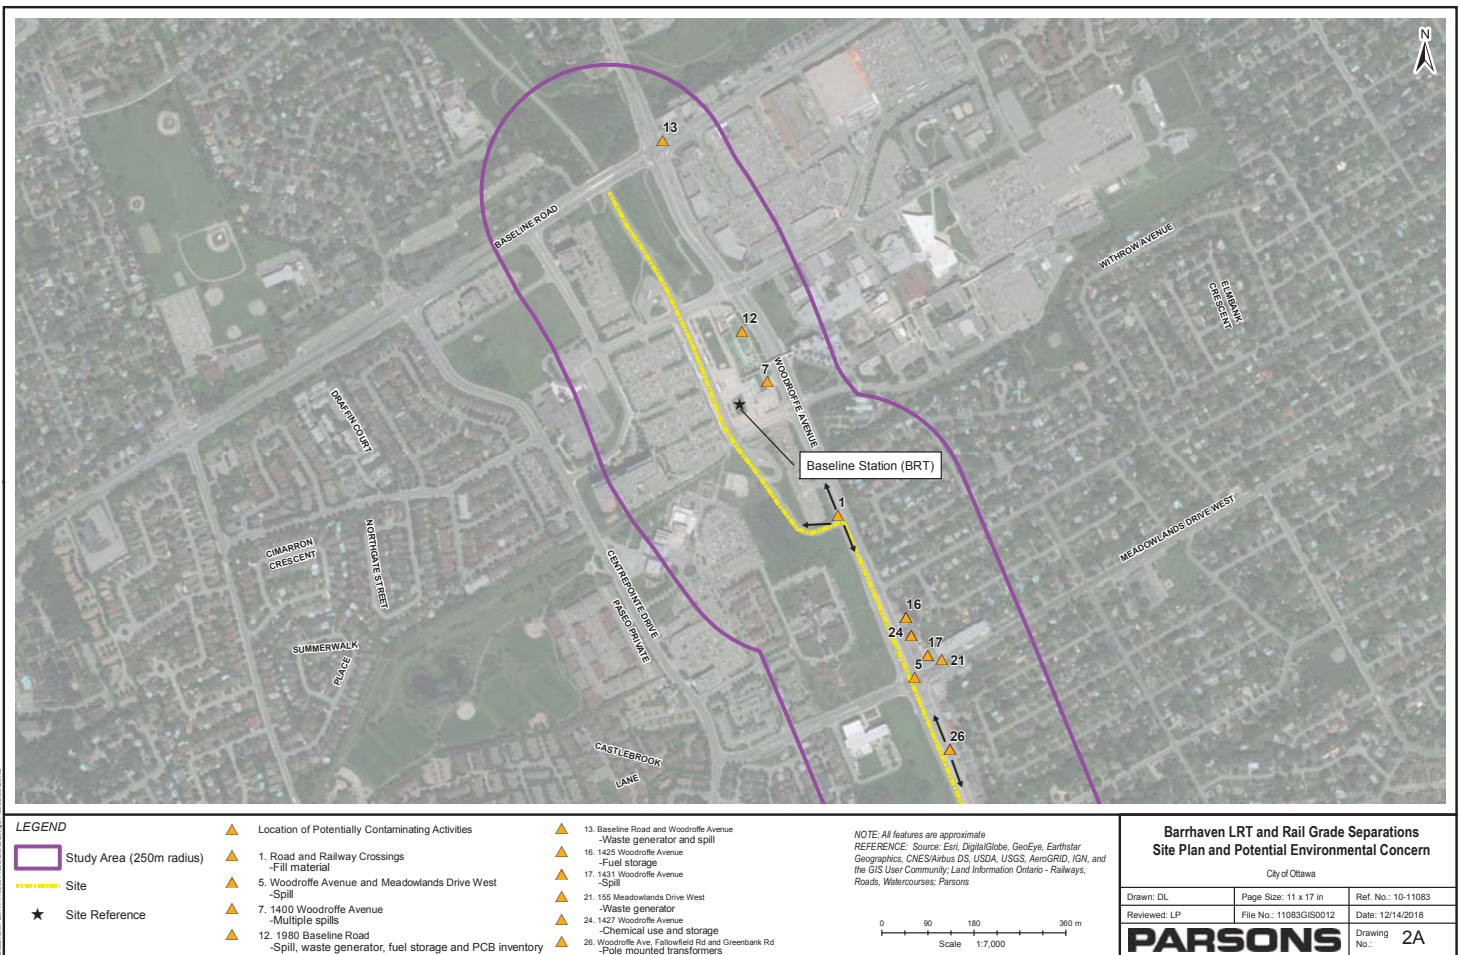 N
13
BASELINE ROAD
WITHROW AVENUE
ELMBANK
CRESCENT
12
7
WOODROFFE AVENUE
DRAFFIN COURT
Baseline Station (BRT)
1
MEADOWLANDS DRIVE WEST
NORTHGATE STREET
CIMARRON
CRESCENT
CENTREPOINTE DRIVE
PASEO PRIVATE
16
24
17
21
5
SUMMERWALK
PLACE
26
CASTLEBROOK
LANE
LEGEND
Study Area (250m radius)
Site
Site Reference
Location of Potentially Contaminating Activities
1. Road and Railway Crossings
-Fill material
5. Woodroffe Avenue and Meadowlands Drive West
-Spill
7. 1400 Woodroffe Avenue
-Multiple spills
12. 1980 Baseline Road
-Spill, waste generator, fuel storage and PCB inventory
13. Baseline Road and Woodroffe Avenue
-Waste generator and spill
16. 1425 Woodroffe Avenue
-Fuel storage
17. 1431 Woodroffe Avenue
-Spill
21. 155 Meadowlands Drive West
-Waste generator
24. 1427 Woodroffe Avenue
-Chemical use and storage
26. Woodroffe Ave, Fallowfield Rd and Greenbank Rd
-Pole mounted transformers
NOTE: All features are approximate
REFERENCE: Source: Esri, DigitalGlobe, GeoEye, Earthstar
Geographics, CNES/Airbus DS, USDA, USGS, AeroGRID, IGN, and
the GIS User Community; Land Information Ontario - Railways,
Roads, Watercourses; Parsons
0 90 180 360 m
Scale 1:7,000
Barrhaven LRT and Rail Grade Separations
Site Plan and Potential Environmental Concern
City of Ottawa
Drawn: DL Page Size: 11 x 17 in Ref. No.: 10-11083
Reviewed: LP File No.: 11083GIS0012 Date: 12/14/2018
PARSONS
Drawing
No.: 2A